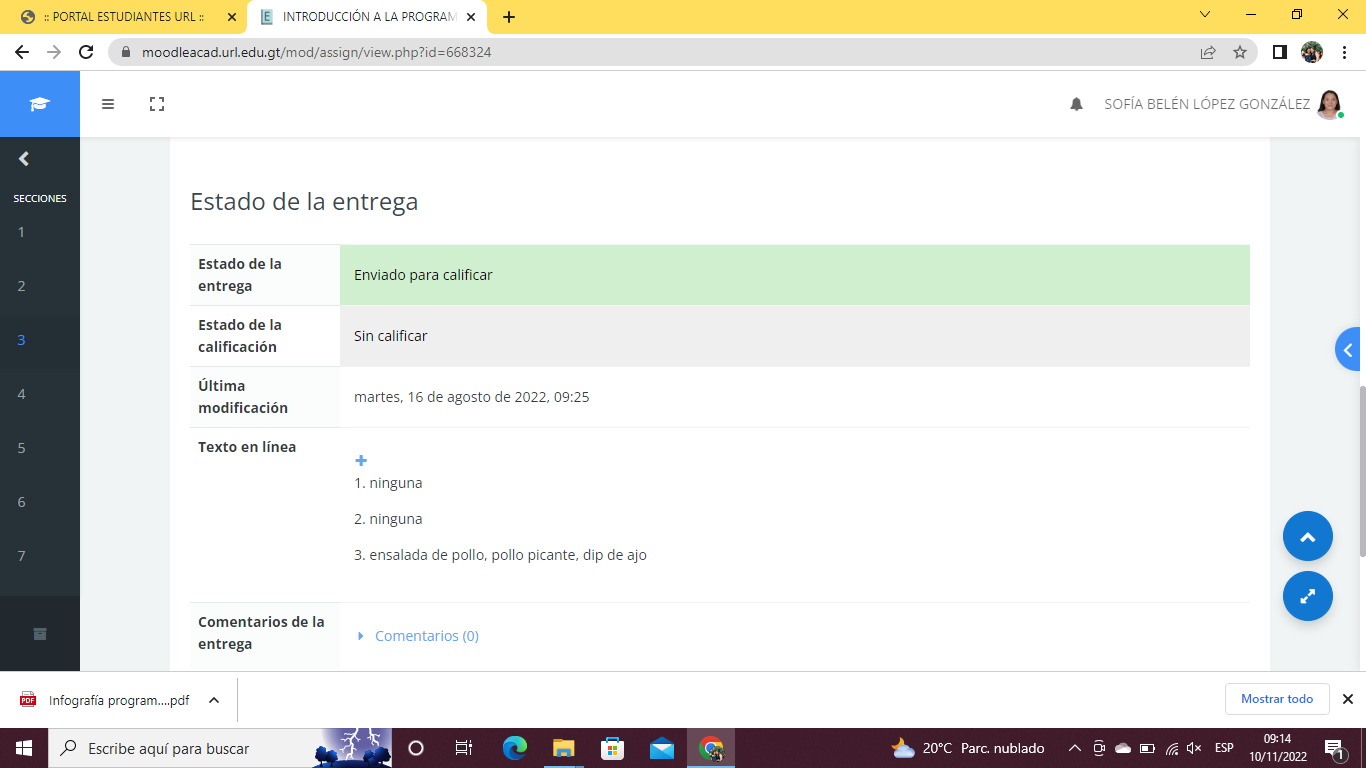 :: PORTAL ESTUDIANTES URL ::
INTRODUCCIÓN A LA PROGRAM
moodleacad.url.edu.gt/mod/assign/view.php?id=668324
SOFÍA BELÉN LÓPEZ GONZÁLEZ
SECCIONES
1
2
3
4
5
6
7
Estado de la entrega
Estado de la
entrega
Enviado para calificar
Estado de la
calificación
Sin calificar
Última
modificación
martes, 16 de agosto de 2022, 09:25
Texto en línea
1. ninguna
2. ninguna
3. ensalada de pollo, pollo picante, dip de ajo
Comentarios de la
entrega
Comentarios (0)
PDF
Infografía program....pdf
Mostrar todo
Escribe aquí para buscar
20°C Parc. nublado
ESP
09:14
10/11/2022
1